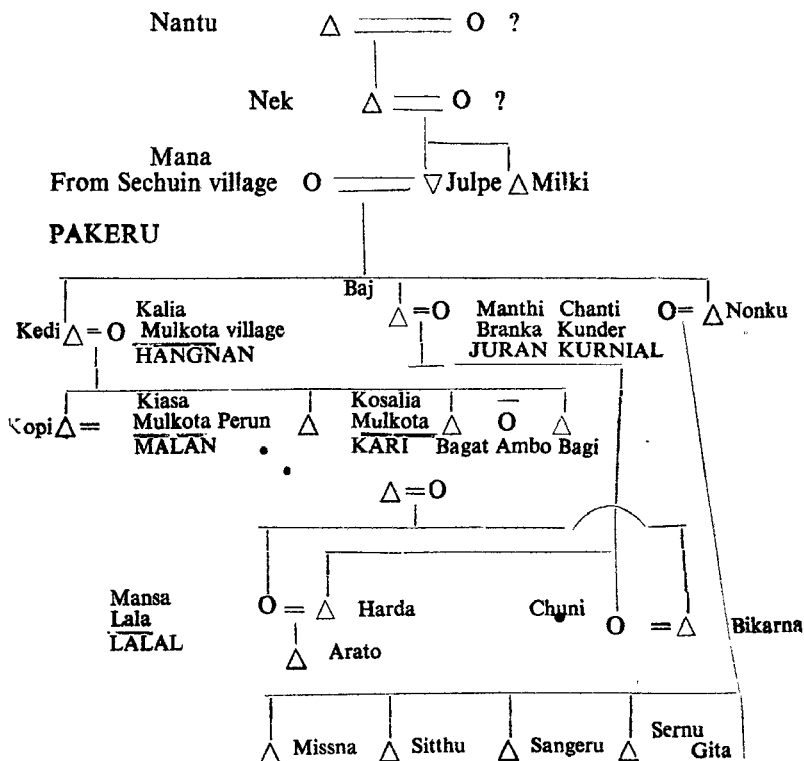 Nantu ?
Nek ?
Mana
From Sechuin village Julpe Milki
PAKERU
Baj
Kalia Manthi Chanti
Kedi Mulkota village Branka Kunder Nonku
HANGNAN JURAN KURNIAL
Kiasa Kosalia
Kopi Mulkota Perun Mulkota
MALAN KARI Bagat Ambo Bagi
Mansa
Lala Harda Chuni Bikarna
LALAL
Arato
Sernu
Missna Sitthu Sangeru Gita